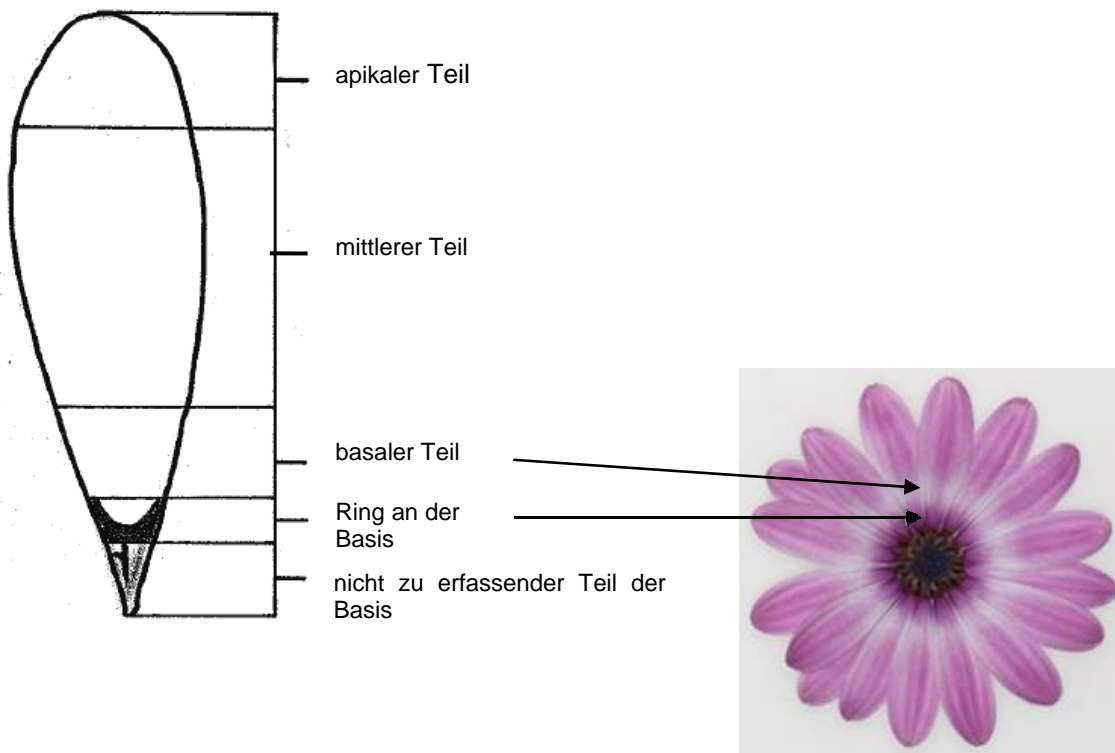 apikaler Teil
mittlerer Teil
basaler Teil
Ring an der
Basis
nicht zu erfassender Teil der
Basis